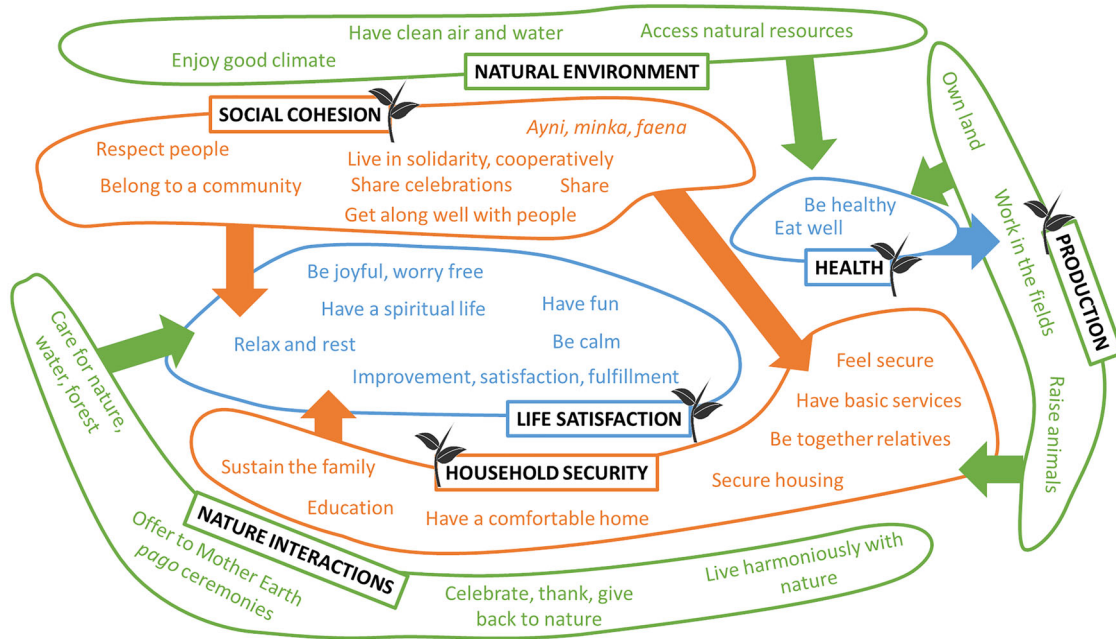 Have clean air and water
Access natural resources
Enjoy good climate
NATURAL ENVIRONMENT
SOCIAL COHESION
Ayni, minka, faena
Respect people
Live in solidarity, cooperatively
Belong to a community
Share celebrations
Share
Get along well with people
Own land
Work in the fields
Raise animals
PRODUCTION
Be healthy
Eat well
HEALTH
Be joyful, worry free
Have a spiritual life
Have fun
Relax and rest
Be calm
Improvement, satisfaction, fulfillment
LIFE SATISFACTION
Feel secure
Have basic services
Be together relatives
Secure housing
HOUSEHOLD SECURITY
Sustain the family
Education
Have a comfortable home
Care for nature,
water, forest
NATURE INTERACTIONS
Offer to Mother Earth
pago ceremonies
Celebrate, thank, give
back to nature
Live harmoniously with
nature